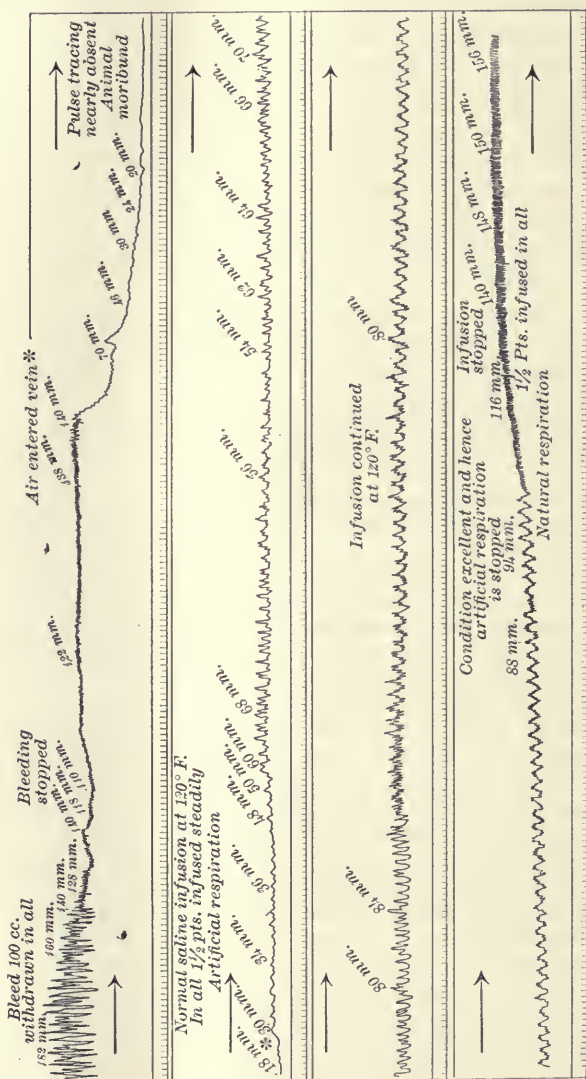 Bleed 100 cc.
withdrawn in all
182 mm.
160 mm.
140 mm.
128 mm.
Bleeding
stopped
118 mm.
110 mm.
122 mm.
Air entered vein*
138 mm.
70 mm.
46 mm.
30 mm
24 mm.
20 mm.
Pulse tracing
nearly absent
Animal
moribund
Normal saline infusion at 120° F.
In all 1½ pts. infused steadily
Artificial respiration
18 mm.*
20 mm.
34 mm.
36 mm.
48 mm.
50 mm.
60 mm.
68 mm.
56 mm.
54 mm.
62 mm.
64 mm.
66 mm.
70 mm.
80 mm.
84 mm.
Infusion continued
at 120° F.
80 mm
Condition excellent and hence
artificial respiration
is stopped
88 mm.
94 mm.
Natural respiration
Infusion
stopped
116 mm.
1½ Pts. infused in all
140 mm.
148 mm.
150 mm.
156 mm.